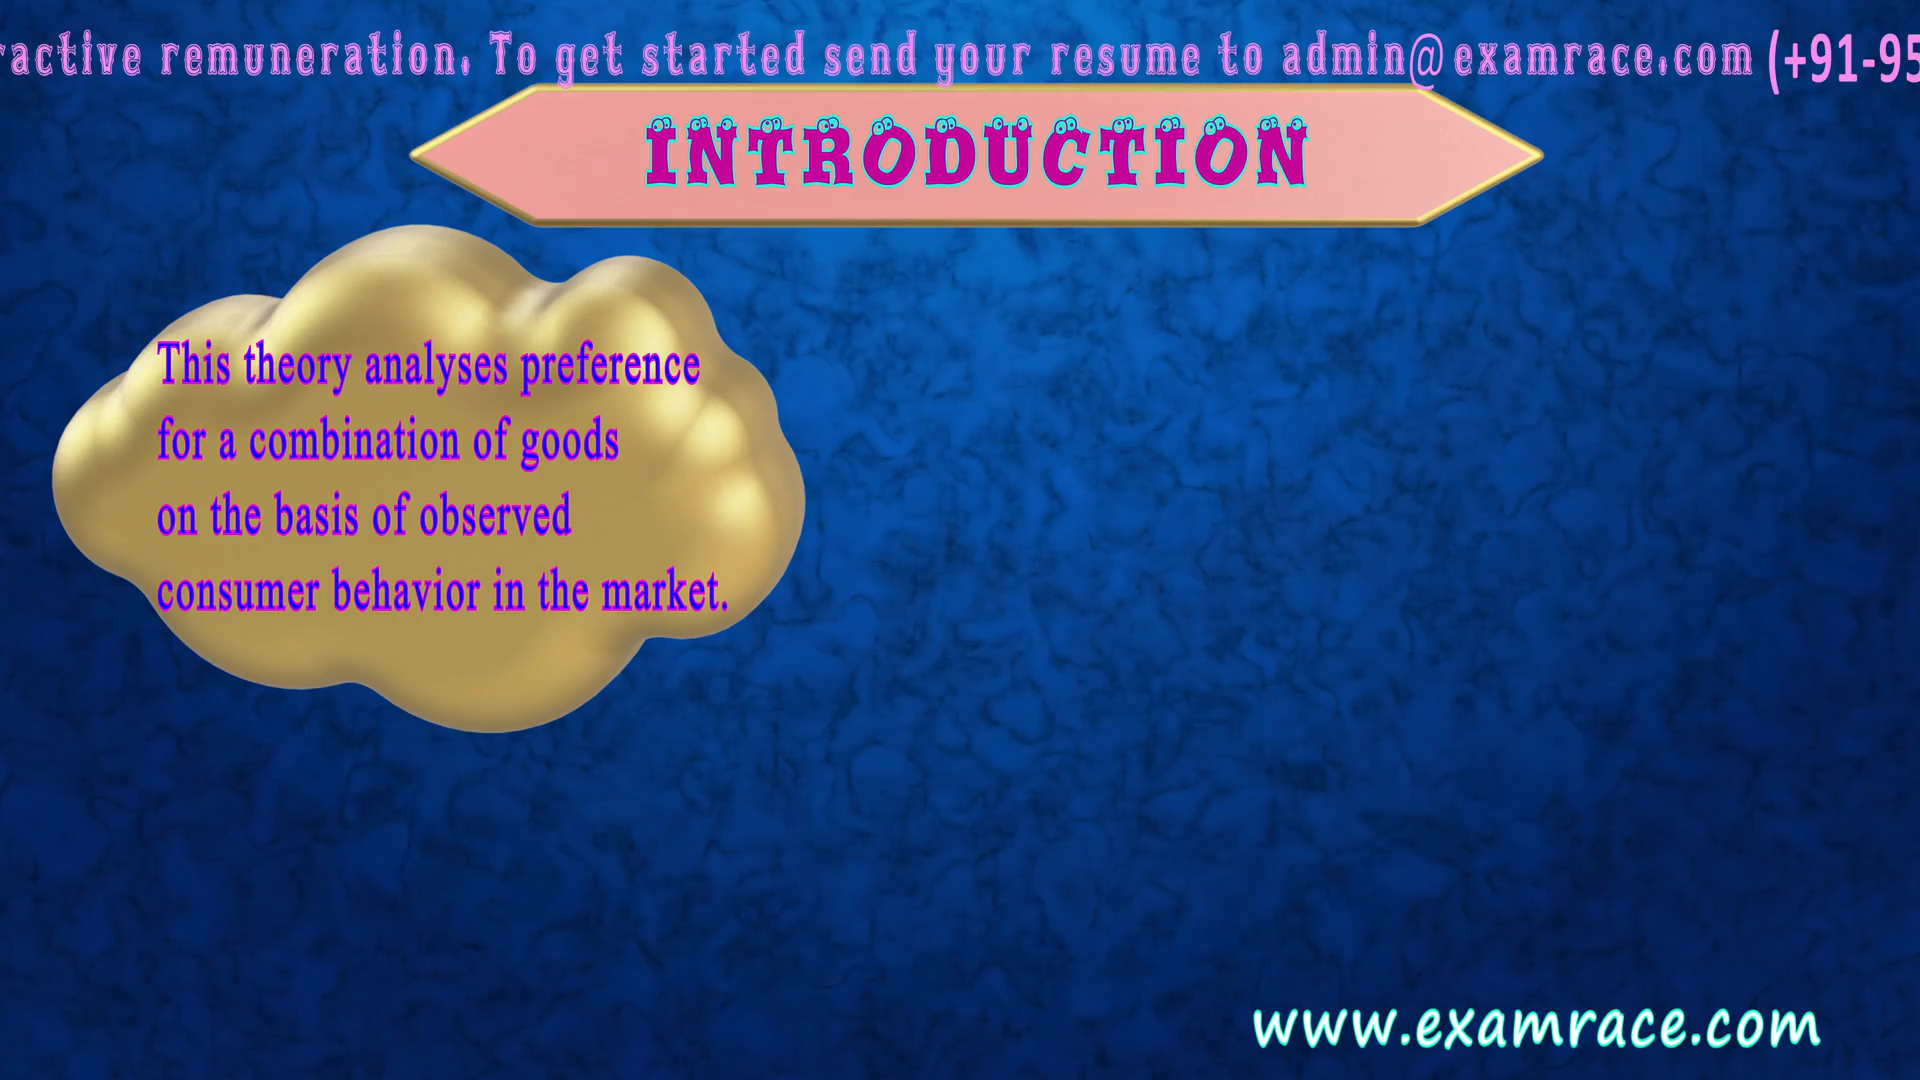 ractive remuneration. To get started send your resume to admin@examrace.com (+91-95
INTRODUCTION
This theory analyses preference
for a combination of goods
on the basis of observed
consumer behavior in the market.
www.examrace.com